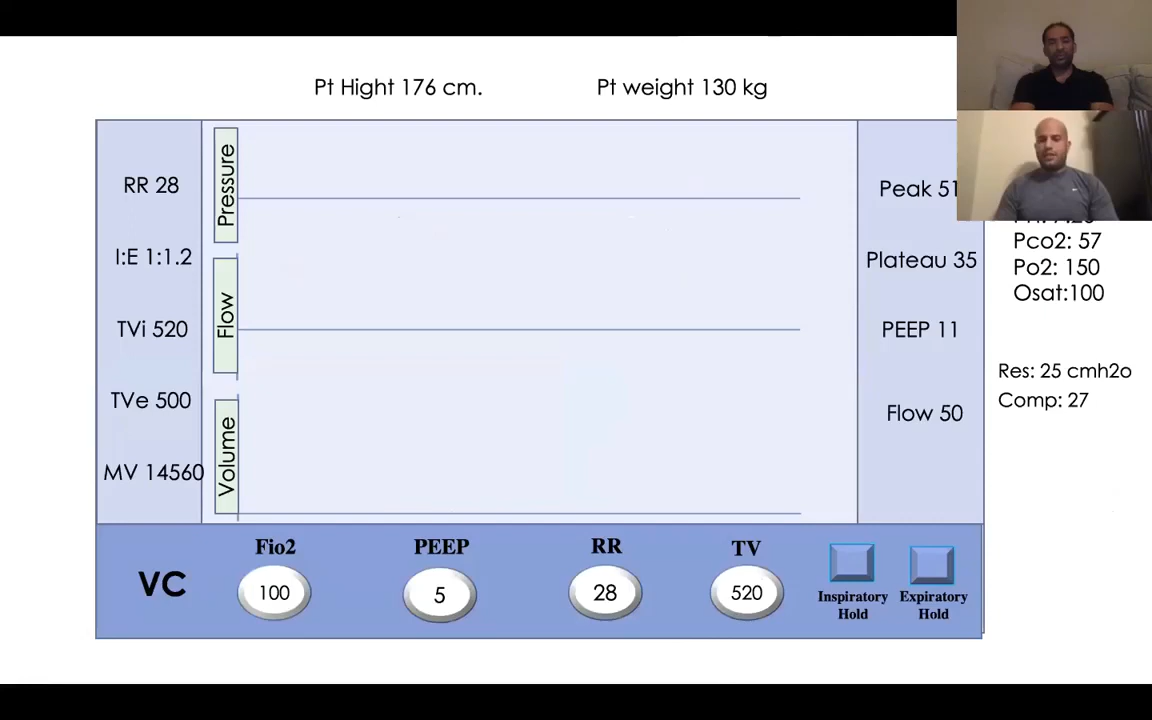 Pt Hight 176 cm.
Pt weight 130 kg
Pressure
Flow
Volume
RR 28
I:E 1:1.2
TVi 520
TVe 500
MV 14560
Peak 51
Plateau 35
PEEP 11
Flow 50
Pco2: 57
Po2: 150
Osat:100
Res: 25 cmh2o
Comp: 27
VC
Fio2
100
PEEP
5
RR
28
TV
520
Inspiratory
Hold
Expiratory
Hold